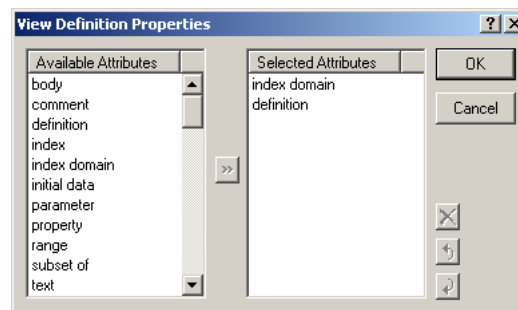 View Definition Properties
Available Attributes
body
comment
definition
index
index domain
initial data
parameter
property
range
subset of
text
>>
Selected Attributes
index domain
definition
OK
Cancel